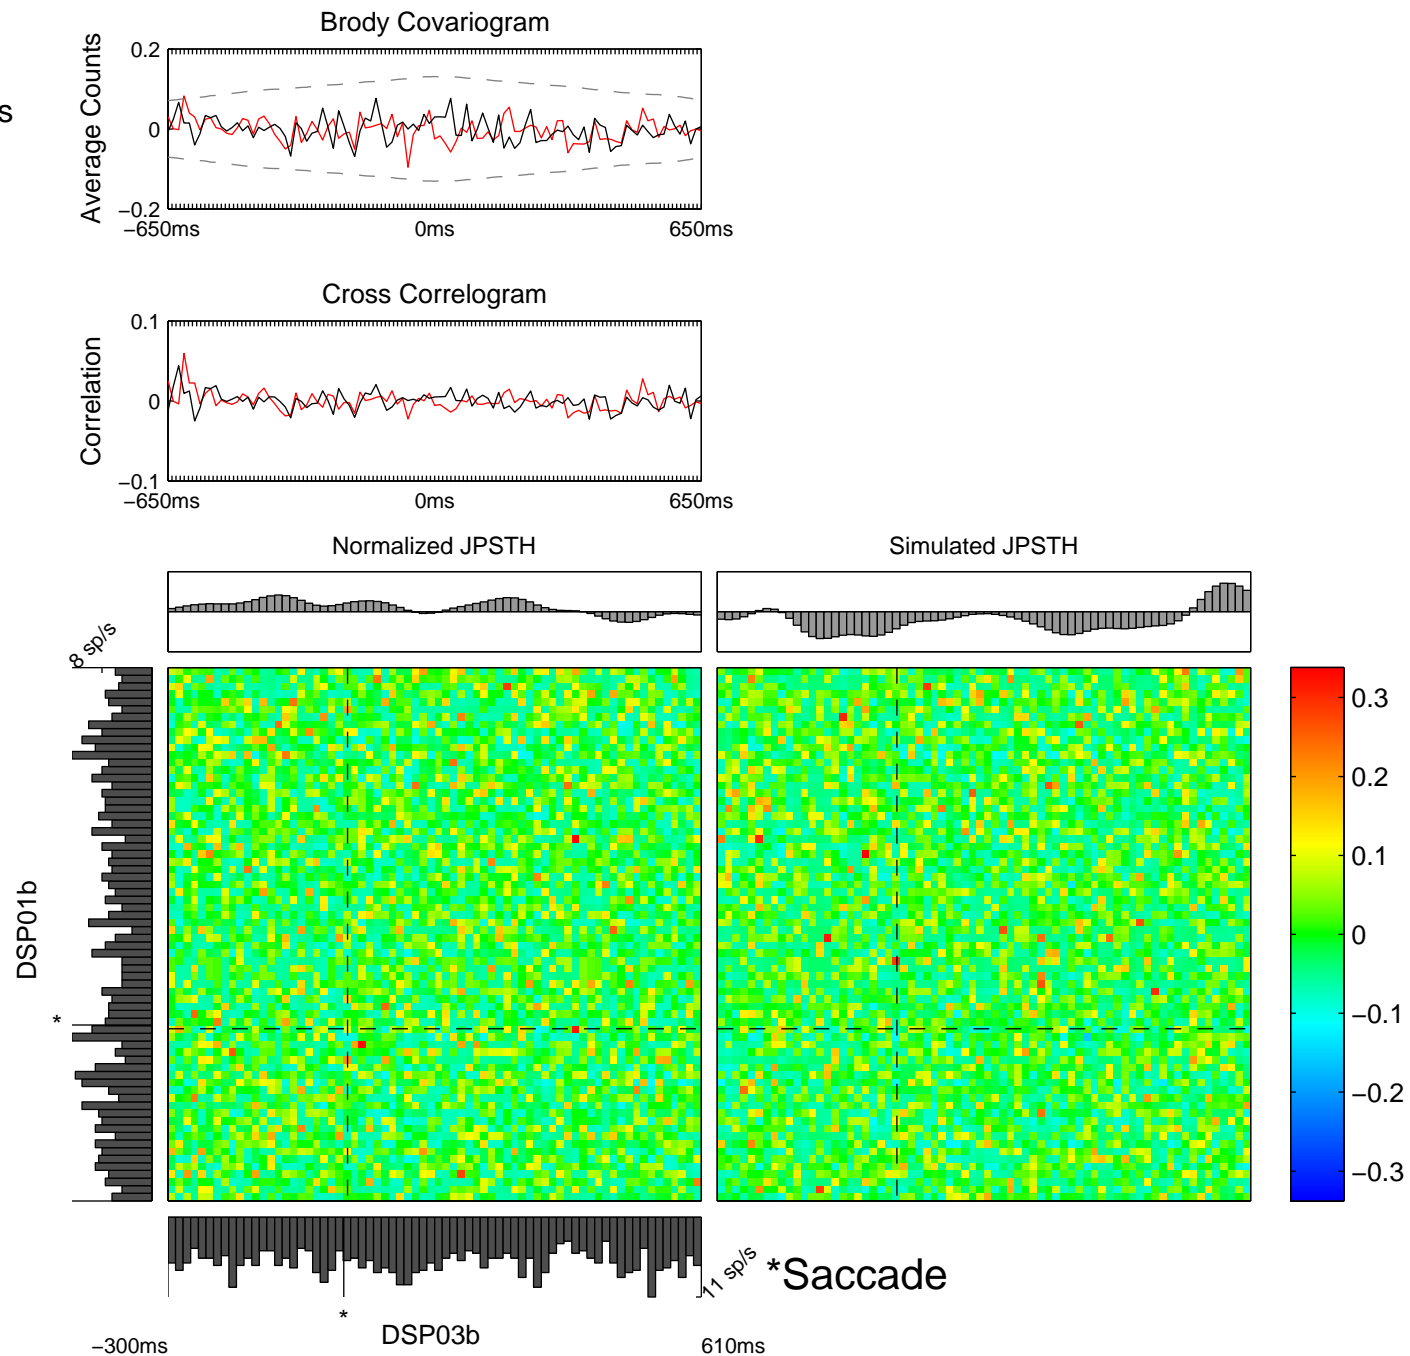 Brody Covariogram
Average Counts
0.2
0
−0.2
−650ms 0ms 650ms
s
Cross Correlogram
Correlation
0.1
0
−0.1
−650ms 0ms 650ms
Normalized JPSTH
Simulated JPSTH
8 sp/s
DSP01b
*
0.3
0.2
0.1
0
−0.1
−0.2
−0.3
11 sp/s
*Saccade
*
DSP03b
−300ms 610ms